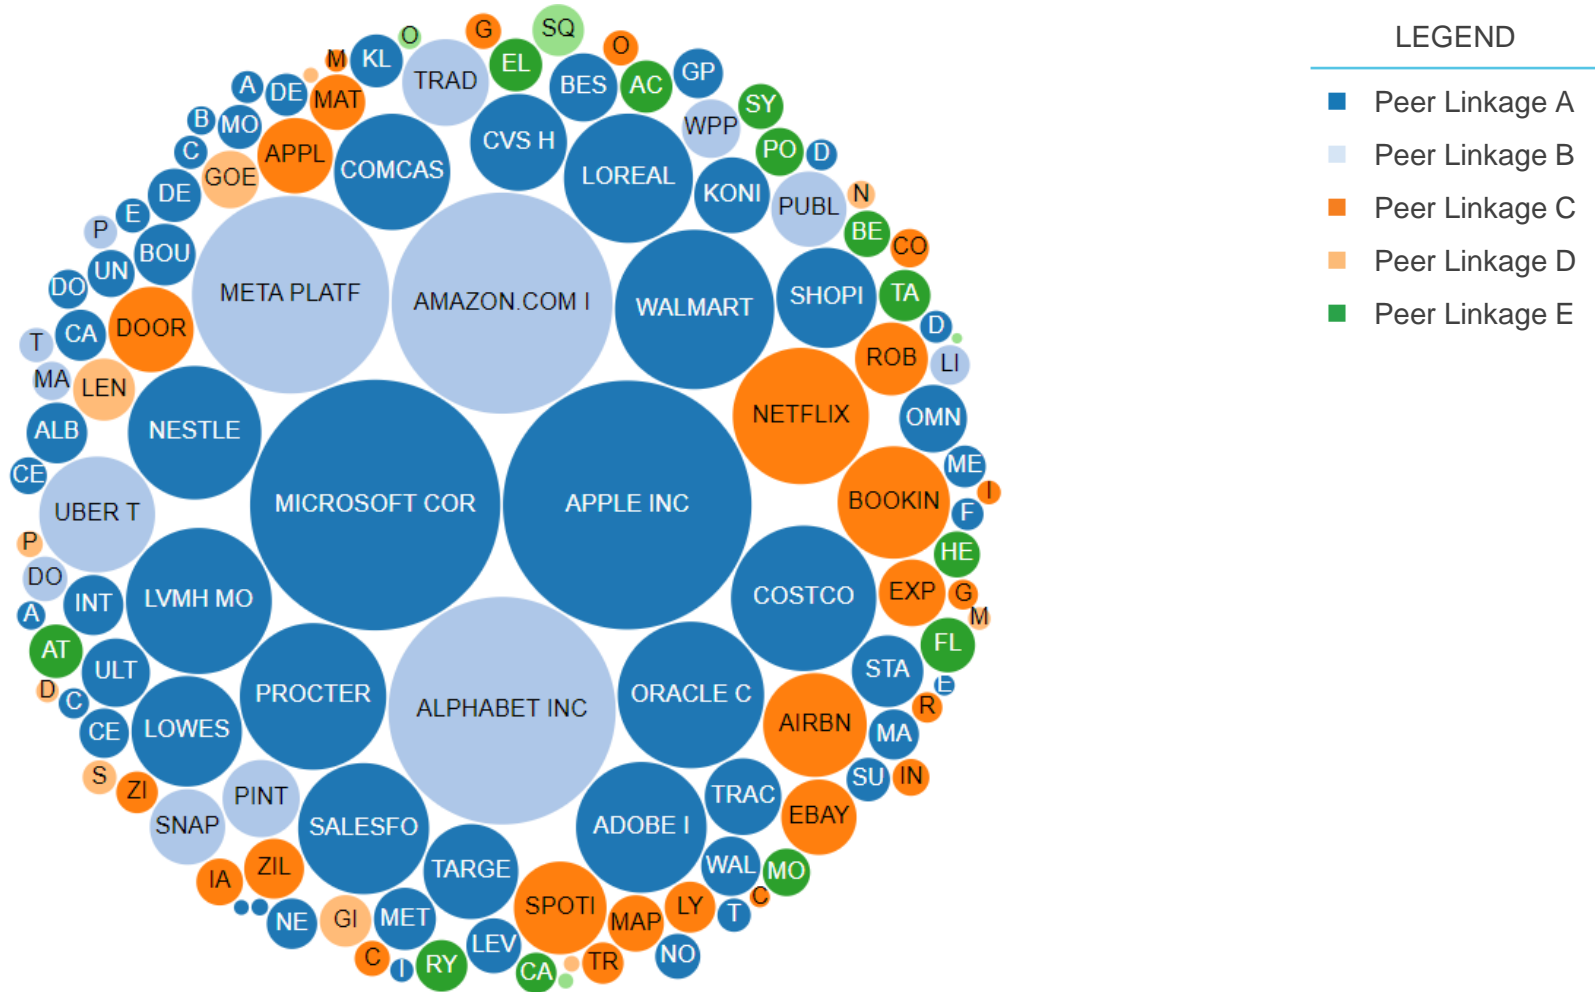 LEGEND
Peer Linkage A
Peer Linkage B
Peer Linkage C
Peer Linkage D
Peer Linkage E
SQ
G
O
O
M
KL
TRAD
EL
BES
AC
GP
A
DE
MAT
WPP
SY
B
MO
CVS H
PO
D
C
GOE
APPL
COMCAS
LOREAL
KONI
PUBL
N
DE
E
P
BOU
BE
CO
UN
DO
META PLATF
AMAZON.COM I
WALMART
SHOPI
TA
T
CA
DOOR
D
ROB
LI
MA
LEN
ALB
NESTLE
NETFLIX
OMN
CE
ME
I
UBER T
MICROSOFT COR
APPLE INC
BOOKIN
F
P
HE
DO
A
INT
LVMH MO
COSTCO
EXP
G
M
AT
ULT
FL
STA
E
D
C
PROCTER
ALPHABET INC
ORACLE C
R
CE
LOWES
AIRBN
MA
S
ZI
SU
IN
SNAP
PINT
SALESFO
ADOBE I
TRAC
EBAY
IA
ZIL
TARGE
WAL
MO
C
NE
GI
MET
SPOTI
MAP
LY
T
C
I
RY
LEV
CA
TR
NO